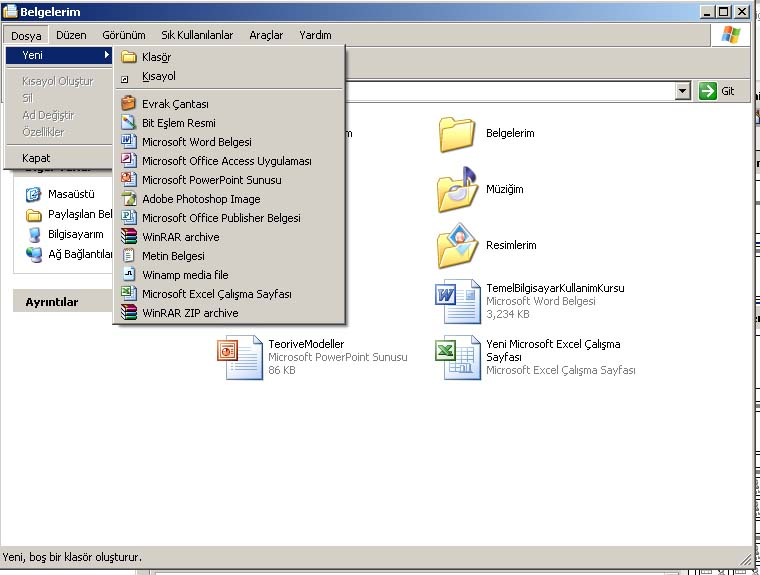 Belgelerim
Dosya Düzen Görünüm Sık Kullanılanlar Araçlar Yardım
Git
Yeni
Kısayol Oluştur
Sil
Ad Değiştir
Özellikler
Kapat
Klasör
Kısayol
Evrak Çantası
Bit Eşlem Resmi
Microsoft Word Belgesi
Microsoft Office Access Uygulaması
Microsoft PowerPoint Sunusu
Adobe Photoshop Image
Microsoft Office Publisher Belgesi
WinRAR archive
Metin Belgesi
Winamp media file
Microsoft Excel Çalışma Sayfası
WinRAR ZIP archive
Masaüstü
Paylaşılan Bel
Bilgisayarım
Ağ Bağlantılar
Ayrıntılar
Belgelerim
Müziğim
Resimlerim
TemelBilgisayarKullanimKursu
Microsoft Word Belgesi
3,234 KB
TeoriveModeller
Microsoft PowerPoint Sunusu
86 KB
Yeni Microsoft Excel Çalışma
Sayfası
Microsoft Excel Çalışma Sayfası
Yeni, boş bir klasör oluşturur.